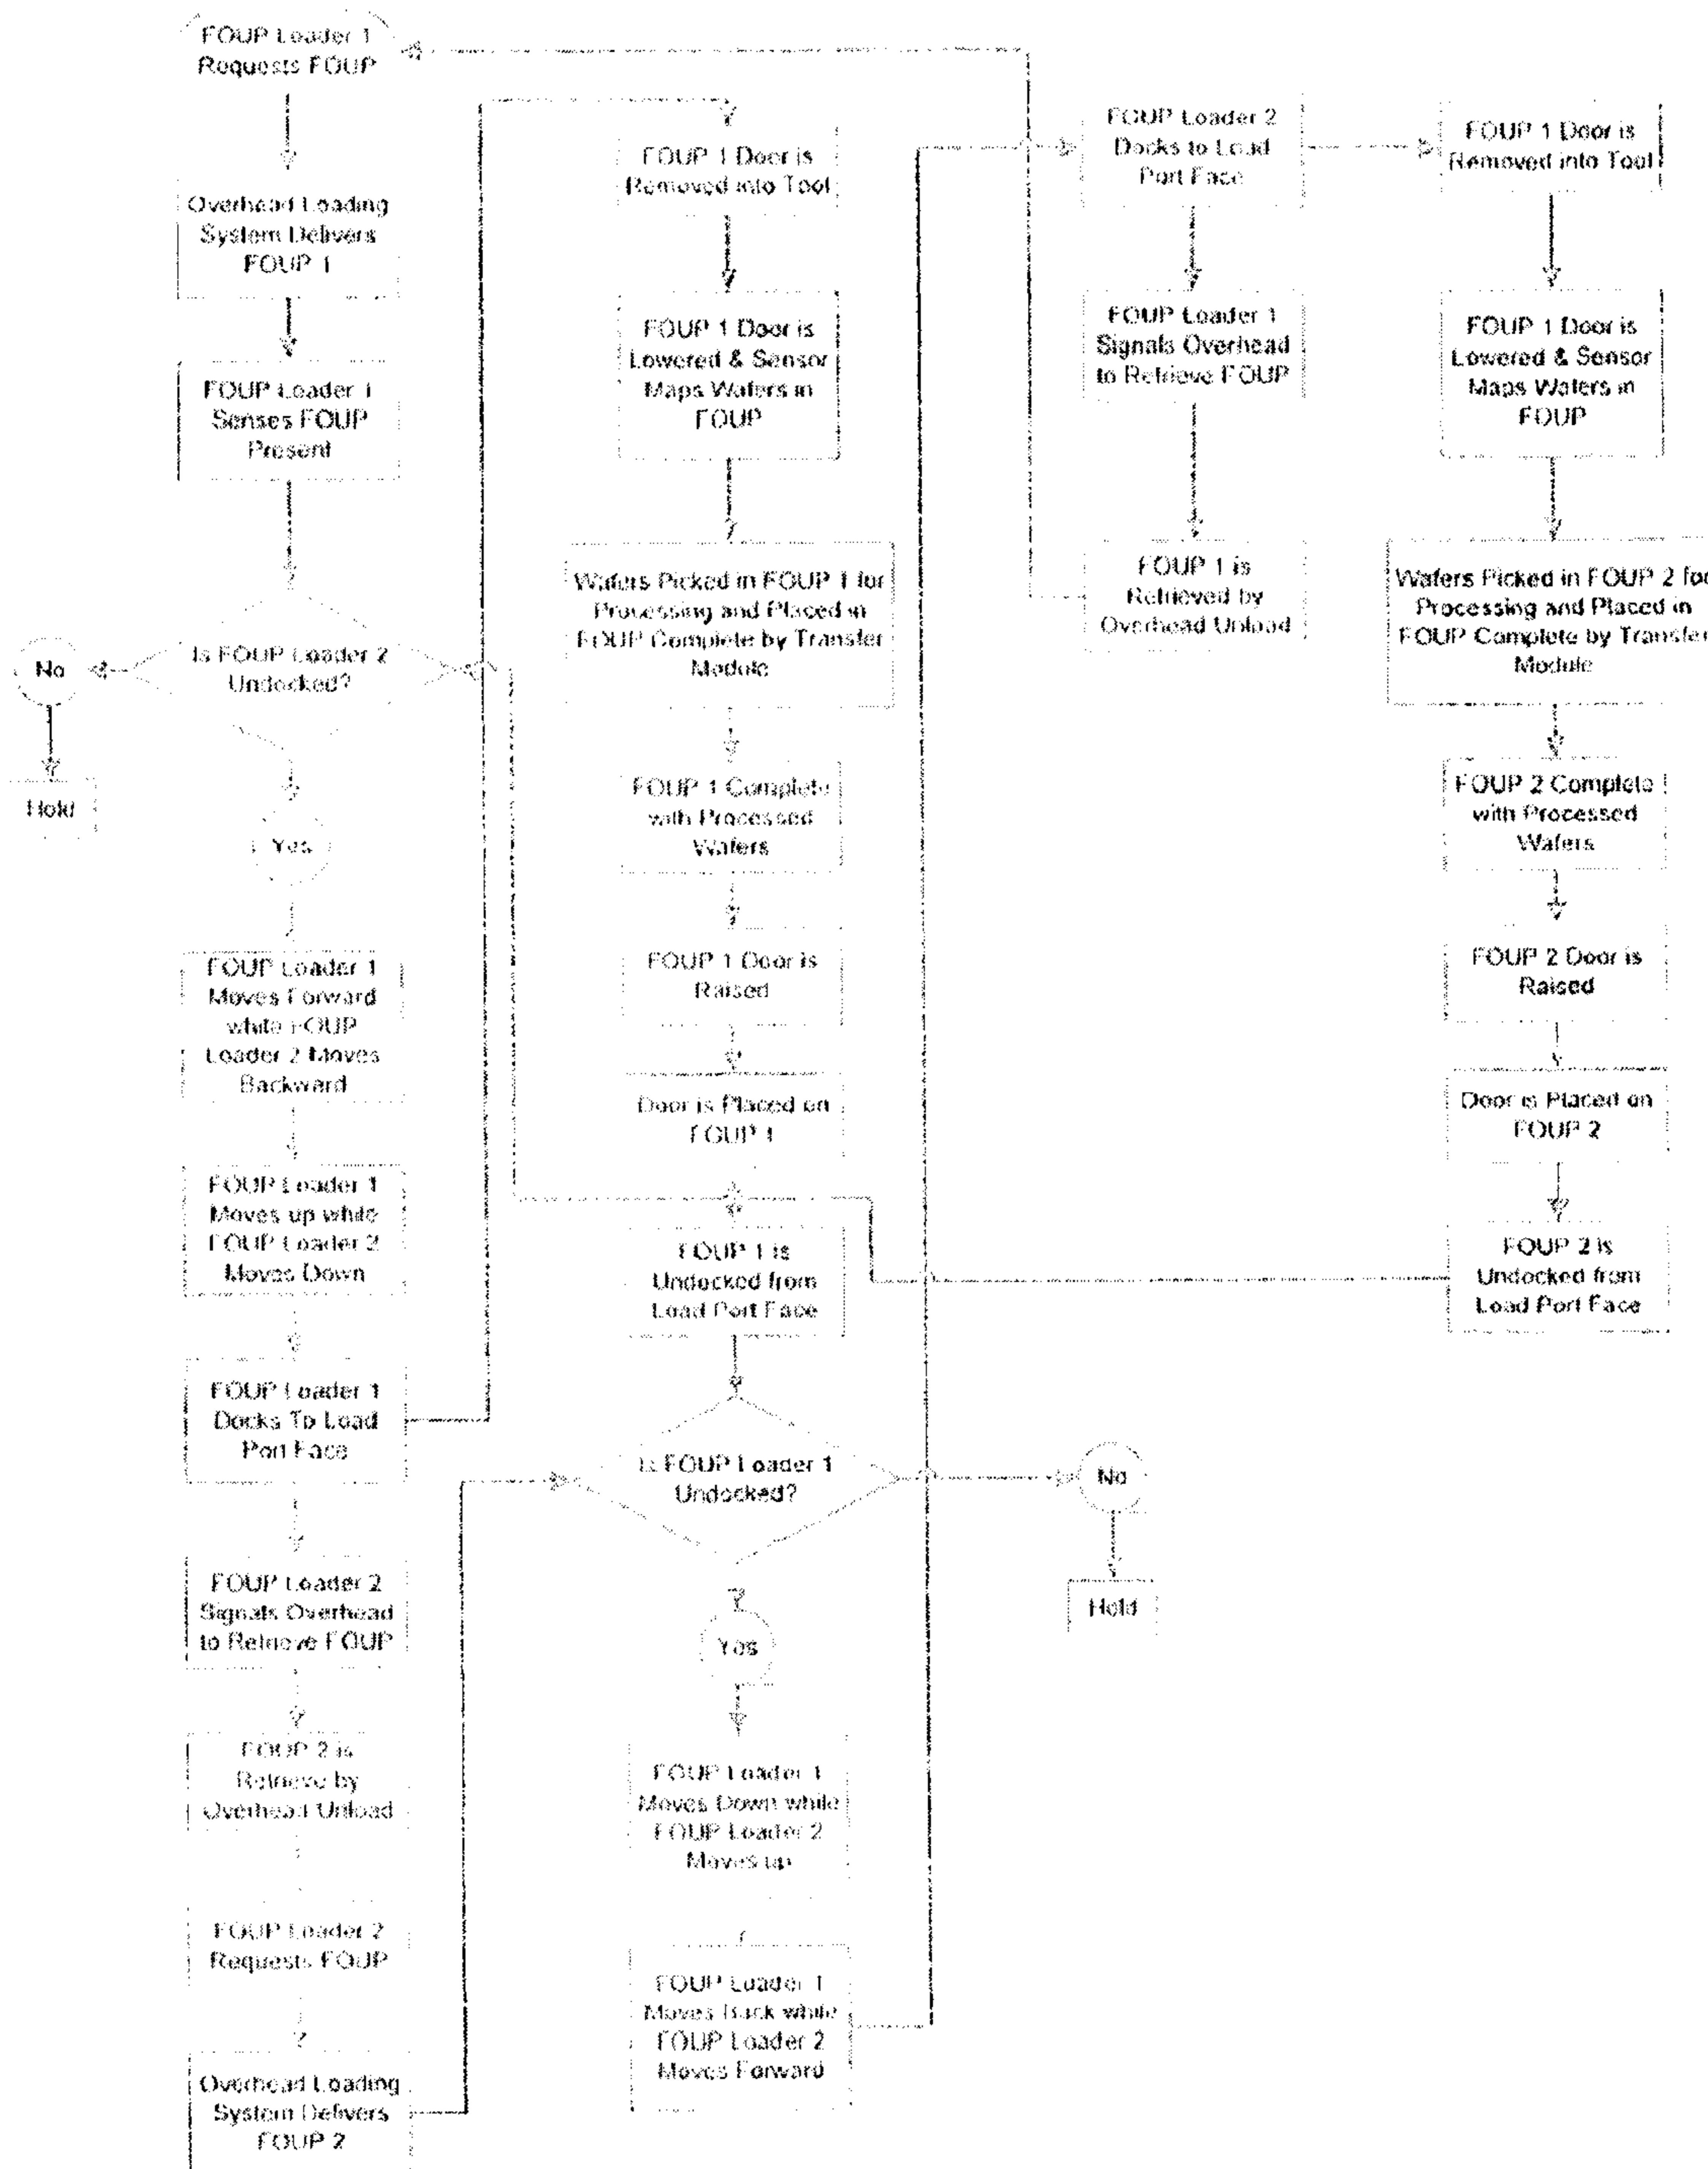 FOUP Loader 1
Requests FOUP
Overhead Loading
System Delivers
FOUP 1
FOUP Loader 1
Senses FOUP
Present
Is FOUP Loader 2
Undocked?
No
Hold
Yes
FOUP Loader 1
Moves Forward
while FOUP
Loader 2 Moves
Backward
FOUP Loader 1
Moves up while
FOUP Loader 2
Moves Down
FOUP Loader 1
Docks To Load
Port Face
FOUP Loader 2
Signals Overhead
to Retrieve FOUP
FOUP 2 is
Retrieve by
Overhead Unload
FOUP Loader 2
Requests FOUP
Overhead Loading
System Delivers
FOUP 2
FOUP 1 Door is
Removed into Tool
FOUP 1 Door is
Lowered & Sensor
Maps Wafers in
FOUP
Wafers Picked in FOUP 1 for
Processing and Placed in
FOUP Complete by Transfer
Module
FOUP 1 Complete
with Processed
Wafers
FOUP 1 Door is
Raised
Door is Placed on
FOUP 1
FOUP 1 is
Undocked from
Load Port Face
Is FOUP Loader 1
Undocked?
No
Hold
Yes
FOUP Loader 1
Moves Down while
FOUP Loader 2
Moves up
FOUP Loader 1
Moves Back while
FOUP Loader 2
Moves Forward
FOUP Loader 2
Docks to Load
Port Face
FOUP Loader 1
Signals Overhead
to Retrieve FOUP
FOUP 1 is
Retrieved by
Overhead Unload
FOUP 1 Door is
Removed into Tool
FOUP 1 Door is
Lowered & Sensor
Maps Wafers in
FOUP
Wafers Picked in FOUP 2 for
Processing and Placed in
FOUP Complete by Transfer
Module
FOUP 2 Complete
with Processed
Wafers
FOUP 2 Door is
Raised
Door is Placed on
FOUP 2
FOUP 2 is
Undocked from
Load Port Face